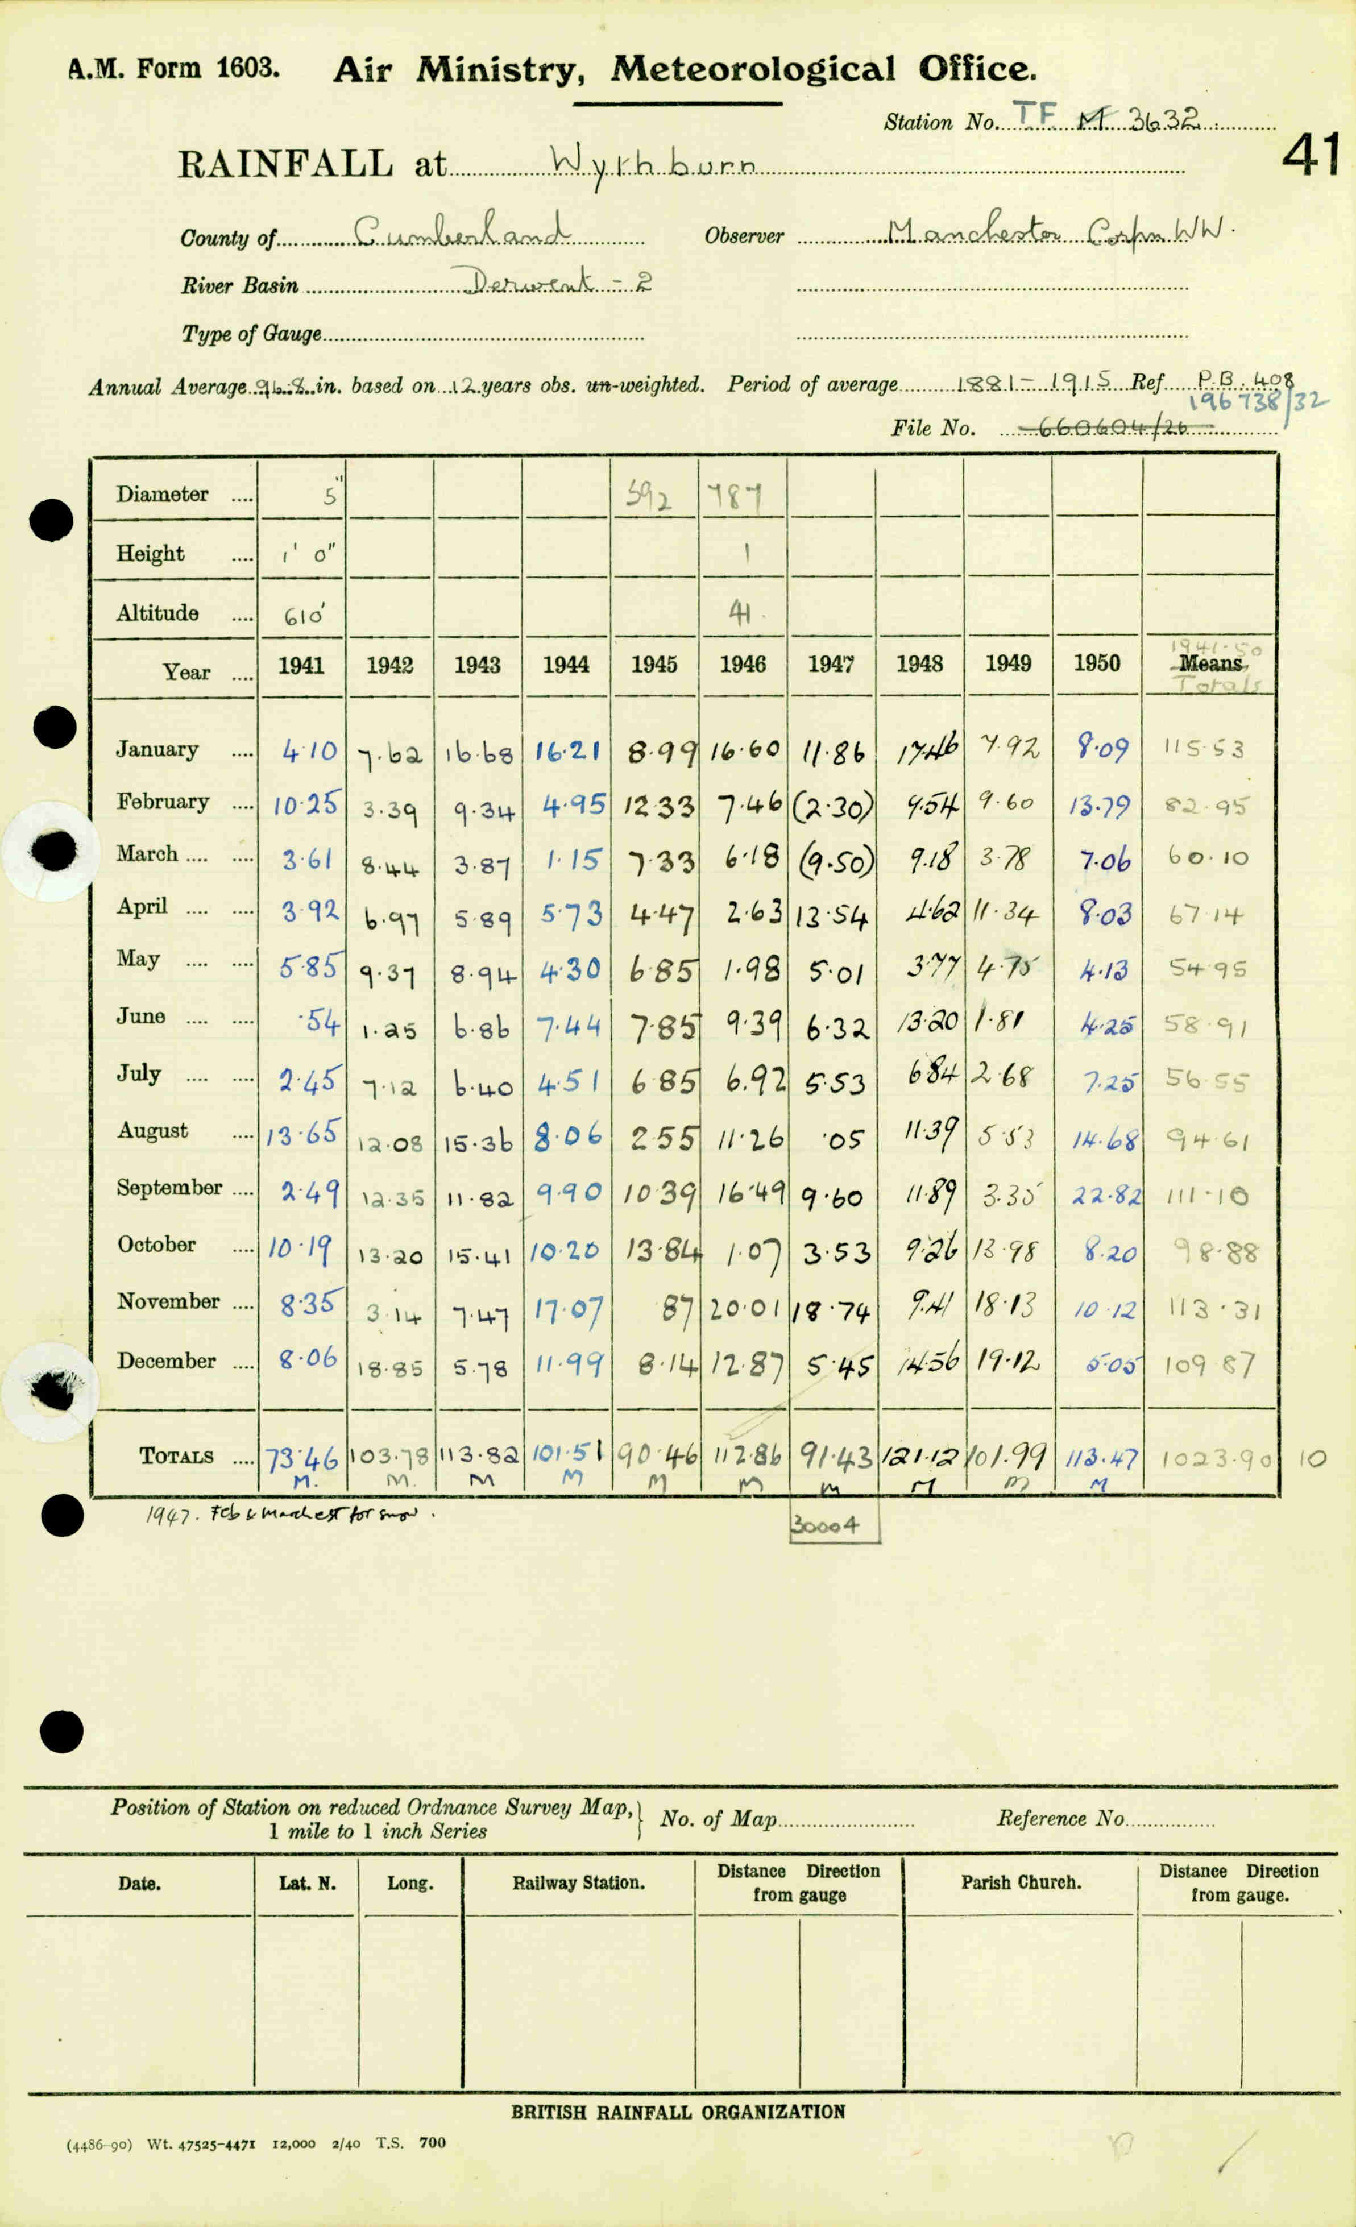 A.M. Form 1603. Air Ministry, Meteorological Office.
Station No. TF M 3632
41
RAINFALL at Wythburn
County of Cumberland Observer Manchester Corpn WW.
River Basin Derwent - 2
Type of Gauge
Annual Average 96.8 in. based on 12 years obs. un-weighted. Period of average 1881-1915 Ref P.B. 408
196738/32
File No. 660604/26
Diameter .... 5" 592 787
Height .... 1' 0" 1
Altitude .... 610' 41.
1941-50
Year .... 1941 1942 1943 1944 1945 1946 1947 1948 1949 1950 Means
Totals
January .... 4.10 7.62 16.68 16.21 8.99 16.60 11.86 17.46 7.92 8.09 115.53
February .... 10.25 3.39 9.34 4.95 12.33 7.46 (2.30) 9.54 9.60 13.79 82.95
March .... .... 3.61 8.44 3.87 1.15 7.33 6.18 (9.50) 9.18 3.78 7.06 60.10
April .... .... 3.92 6.97 5.89 5.73 4.47 2.63 13.54 4.62 11.34 8.03 67.14
May .... .... 5.85 9.37 8.94 4.30 6.85 1.98 5.01 3.77 4.75 4.13 54.95
June .... .... .54 1.25 6.86 7.44 7.85 9.39 6.32 13.20 1.81 4.25 58.91
July .... .... 2.45 7.12 6.40 4.51 6.85 6.92 5.53 6.84 2.68 7.25 56.55
August .... 13.65 12.08 15.36 8.06 2.55 11.26 .05 11.39 5.53 14.68 94.61
September .... 2.49 12.35 11.82 9.90 10.39 16.49 9.60 11.89 3.35 22.82 111.10
October .... 10.19 13.20 15.41 10.20 13.84 1.07 3.53 9.26 13.98 8.20 98.88
November .... 8.35 3.14 7.47 17.07 87 20.01 18.74 9.41 18.13 10.12 113.31
December .... 8.06 18.85 5.78 11.99 8.14 12.87 5.45 14.56 19.12 5.05 109.87
TOTALS .... 73.46 103.78 113.82 101.51 90.46 112.86 91.43 121.12 101.99 113.47 1023.90 10
M. M. M M M M M M M M
1947. Feb & March est for snow.
30004
Position of Station on reduced Ordnance Survey Map, } No. of Map Reference No.
1 mile to 1 inch Series
Date. Lat. N. Long. Railway Station. Distance Direction from gauge Parish Church. Distance Direction from gauge.
BRITISH RAINFALL ORGANIZATION
(4486-90) Wt. 47525-4471 12,000 2/40 T.S. 700